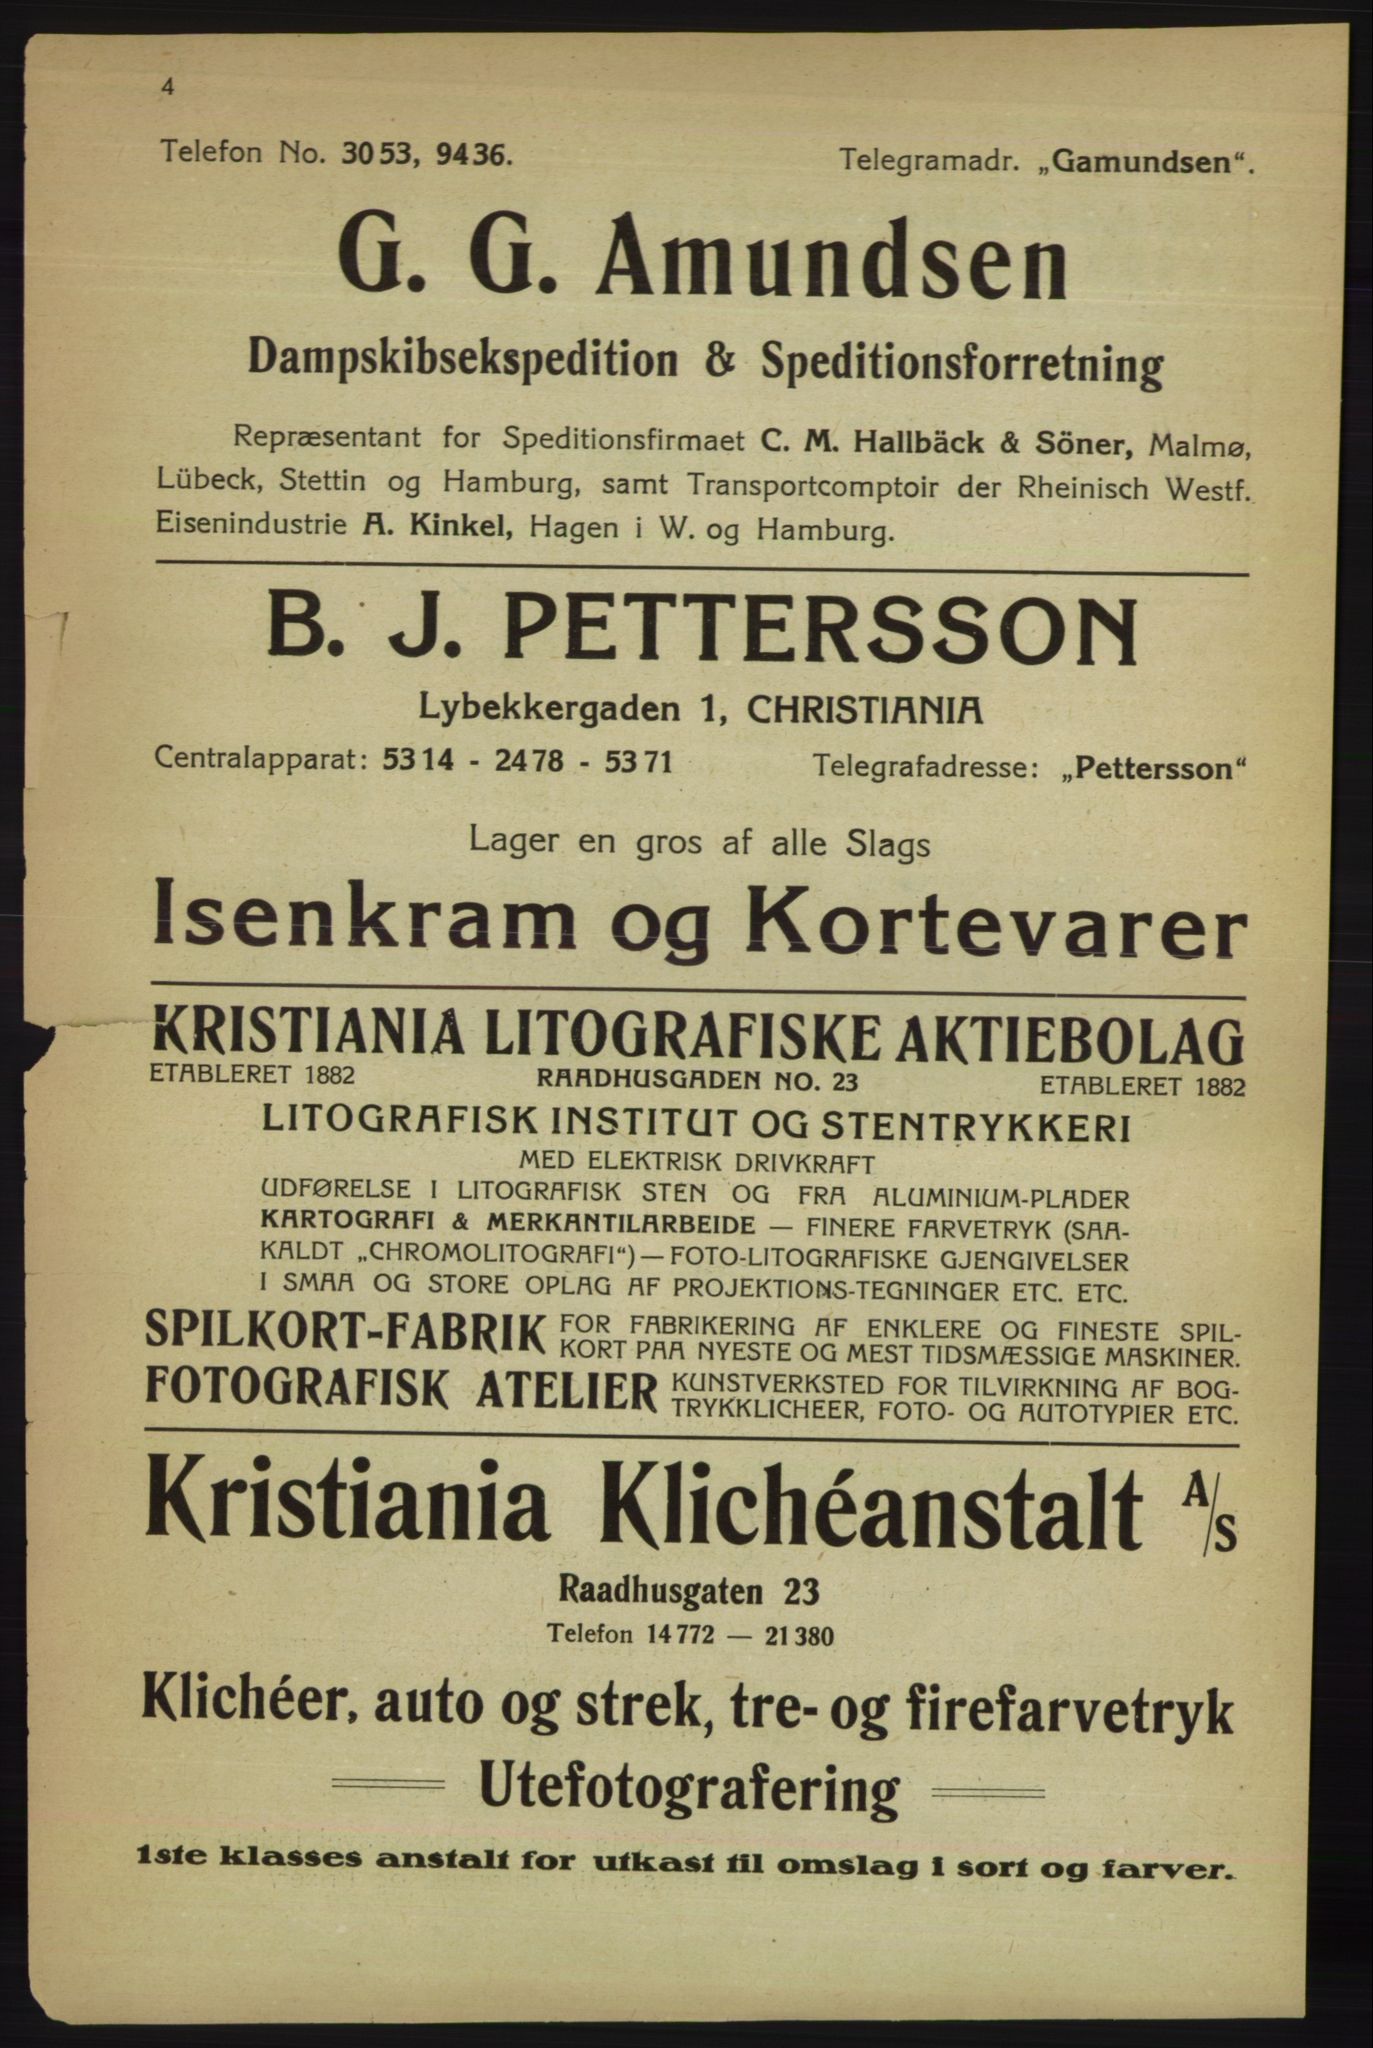 4
Telefon No. 3053, 9436. Telegramadr. „Gamundsen“.
G. G. Amundsen
Dampskibsekspedition & Speditionsforretning
Repræsentant for Speditionsfirmaet C. M. Hallbäck & Söner, Malmø,
Lübeck, Stettin og Hamburg, samt Transportcomptoir der Rheinisch Westf.
Eisenindustrie A. Kinkel, Hagen i W. og Hamburg.
B. J. PETTERSSON
Lybekkergaden 1, CHRISTIANIA
Centralapparat: 5314 - 2478 - 5371 Telegrafadresse: „Pettersson“
Lager en gros af alle Slags
Isenkram og Kortevarer
KRISTIANIA LITOGRAFISKE AKTIEBOLAG
ETABLERET 1882 RAADHUSGADEN NO. 23 ETABLERET 1882
LITOGRAFISK INSTITUT OG STENTRYKKERI
MED ELEKTRISK DRIVKRAFT
UDFØRELSE I LITOGRAFISK STEN OG FRA ALUMINIUM-PLADER
KARTOGRAFI & MERKANTILARBEIDE — FINERE FARVETRYK (SAA-
KALDT „CHROMOLITOGRAFI“) — FOTO-LITOGRAFISKE GJENGIVELSER
I SMAA OG STORE OPLAG AF PROJEKTIONS-TEGNINGER ETC. ETC.
SPILKORT-FABRIK FOR FABRIKERING AF ENKLERE OG FINESTE SPIL-
KORT PAA NYESTE OG MEST TIDSMÆSSIGE MASKINER.
FOTOGRAFISK ATELIER KUNSTVERKSTED FOR TILVIRKNING AF BOG-
TRYKKLICHEER, FOTO- OG AUTOTYPIER ETC.
Kristiania Klichéanstalt A/S
Raadhusgaten 23
Telefon 14772 — 21380
Klichéer, auto og strek, tre- og firefarvetryk
Utefotografering
1ste klasses anstalt for utkast til omslag i sort og farver.